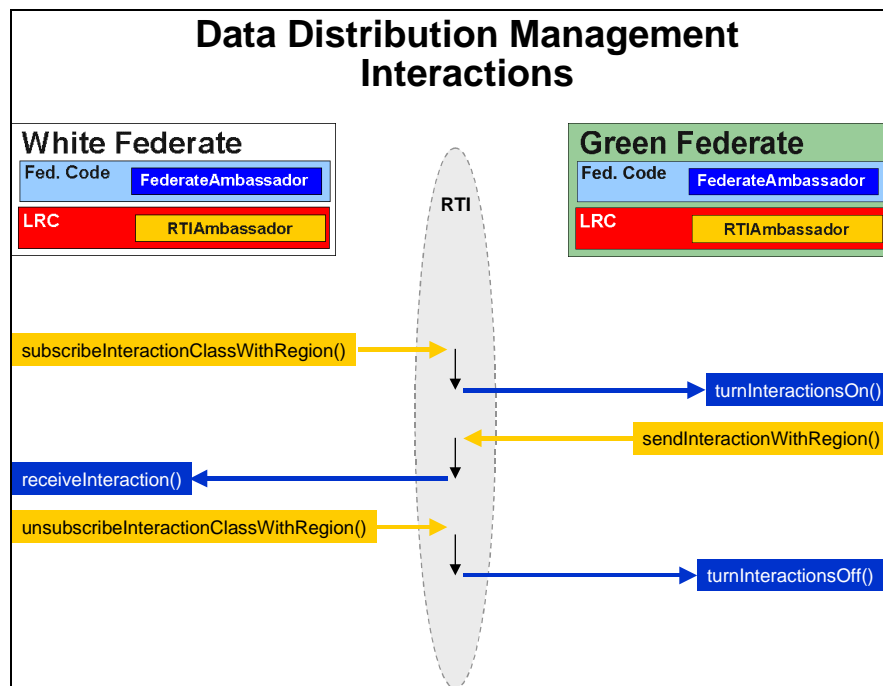 Data Distribution Management
Interactions
White Federate
Fed. Code
FederateAmbassador
LRC
RTIAmbassador
RTI
Green Federate
Fed. Code
FederateAmbassador
LRC
RTIAmbassador
subscribeInteractionClassWithRegion()
turnInteractionsOn()
sendInteractionWithRegion()
receiveInteraction()
unsubscribeInteractionClassWithRegion()
turnInteractionsOff()